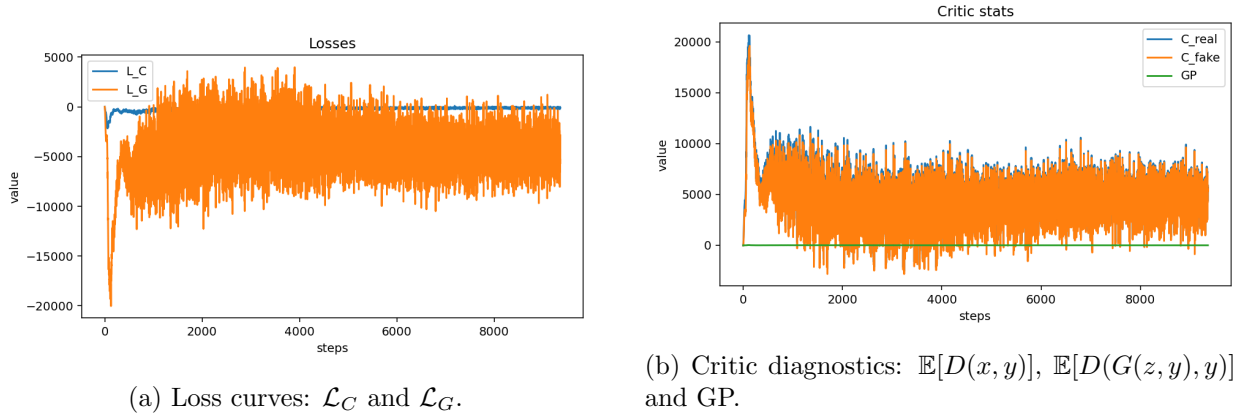 Losses
L_C
L_G
5000
0
−5000
−10000
−15000
−20000
value
0
2000
4000
6000
8000
steps
(a) Loss curves: ℒ_C and ℒ_G.
Critic stats
C_real
C_fake
GP
20000
15000
10000
5000
0
value
0
2000
4000
6000
8000
steps
(b) Critic diagnostics: 𝔼[D(x, y)], 𝔼[D(G(z, y), y)]
and GP.